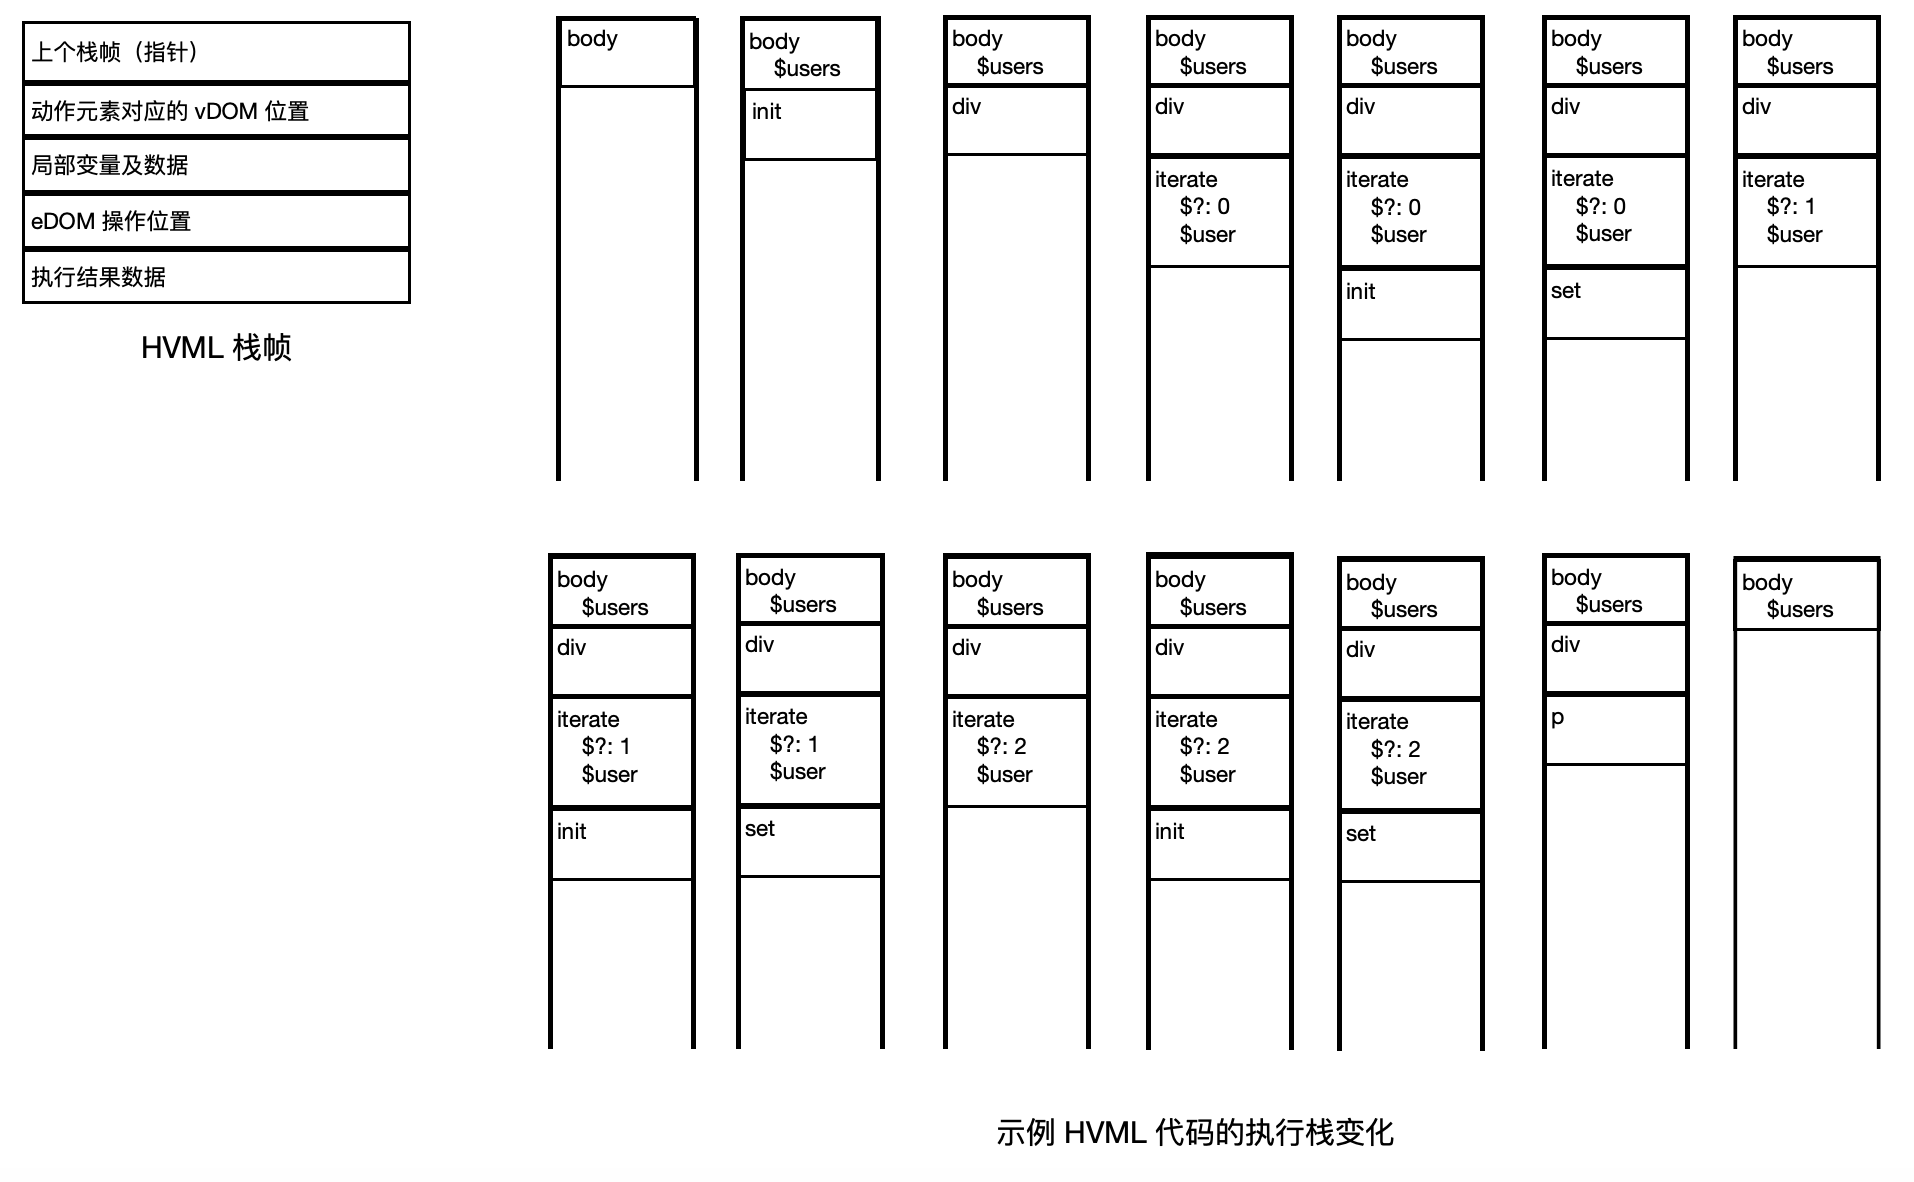 上个栈帧（指针）
动作元素对应的 vDOM 位置
局部变量及数据
eDOM 操作位置
执行结果数据
HVML 栈帧
body
body
$users
init
body
$users
div
body
$users
div
iterate
$?: 0
$user
body
$users
div
iterate
$?: 0
$user
init
body
$users
div
iterate
$?: 0
$user
set
body
$users
div
iterate
$?: 1
$user
body
$users
div
iterate
$?: 1
$user
init
body
$users
div
iterate
$?: 1
$user
set
body
$users
div
iterate
$?: 2
$user
body
$users
div
iterate
$?: 2
$user
init
body
$users
div
iterate
$?: 2
$user
set
body
$users
div
p
body
$users
示例 HVML 代码的执行栈变化